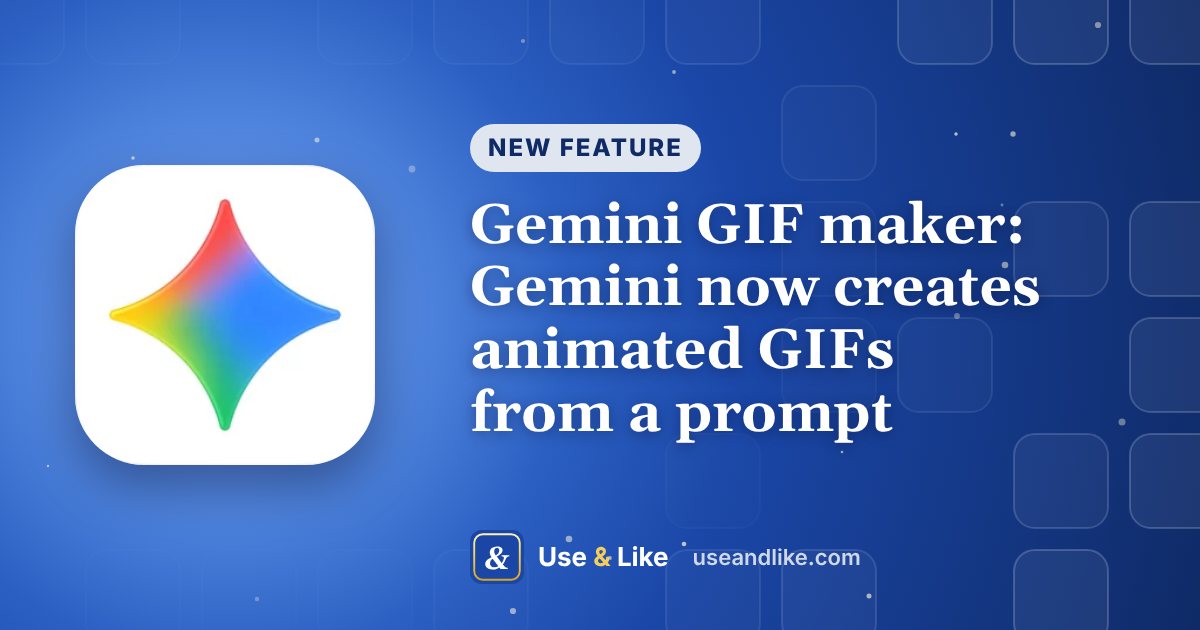 NEW FEATURE
Gemini GIF maker:
Gemini now creates
animated GIFs
from a prompt
& Use & Like useandlike.com